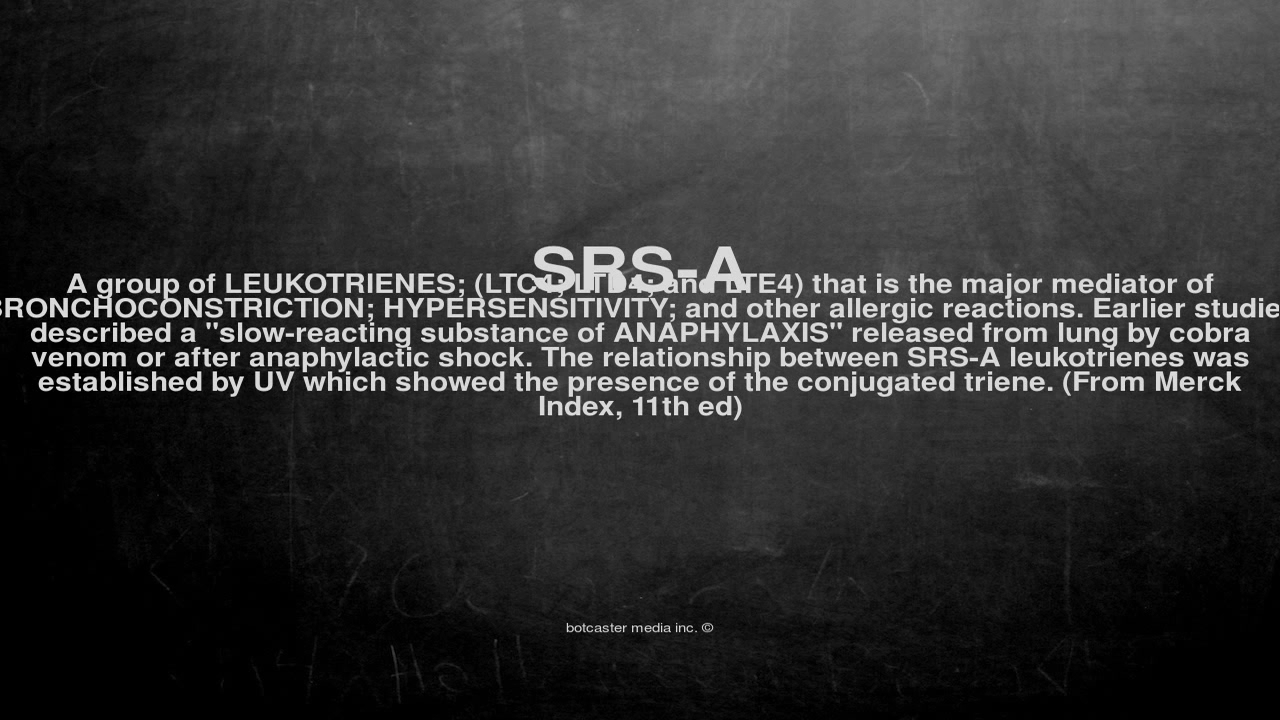 SRS-A
A group of LEUKOTRIENES; (LTC4; LTD4; and LTE4) that is the major mediator of
BRONCHOCONSTRICTION; HYPERSENSITIVITY; and other allergic reactions. Earlier studie
described a "slow-reacting substance of ANAPHYLAXIS" released from lung by cobra
venom or after anaphylactic shock. The relationship between SRS-A leukotrienes was
established by UV which showed the presence of the conjugated triene. (From Merck
Index, 11th ed)
botcaster media inc. ©